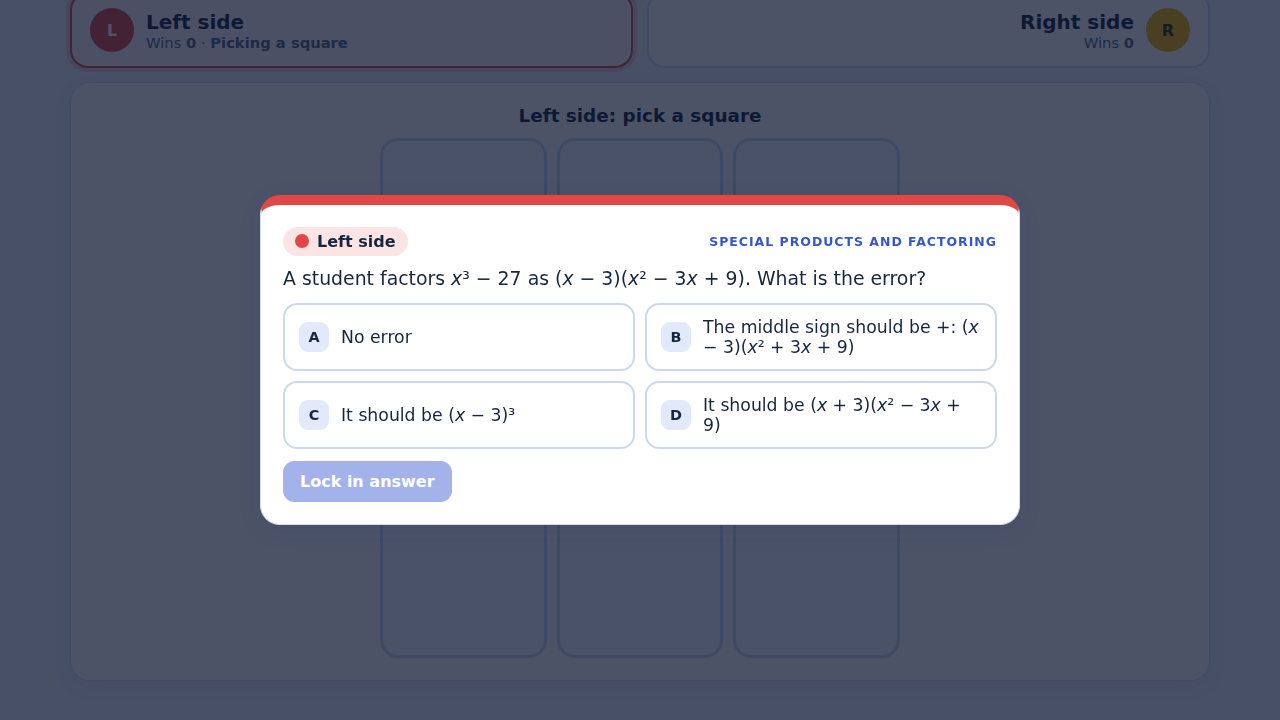 L
Left side
Wins 0 · Picking a square
Right side
Wins 0
R
Left side: pick a square
Left side
SPECIAL PRODUCTS AND FACTORING
A student factors x³ − 27 as (x − 3)(x² − 3x + 9). What is the error?
A
No error
B
The middle sign should be +: (x
− 3)(x² + 3x + 9)
C
It should be (x − 3)³
D
It should be (x + 3)(x² − 3x +
9)
Lock in answer